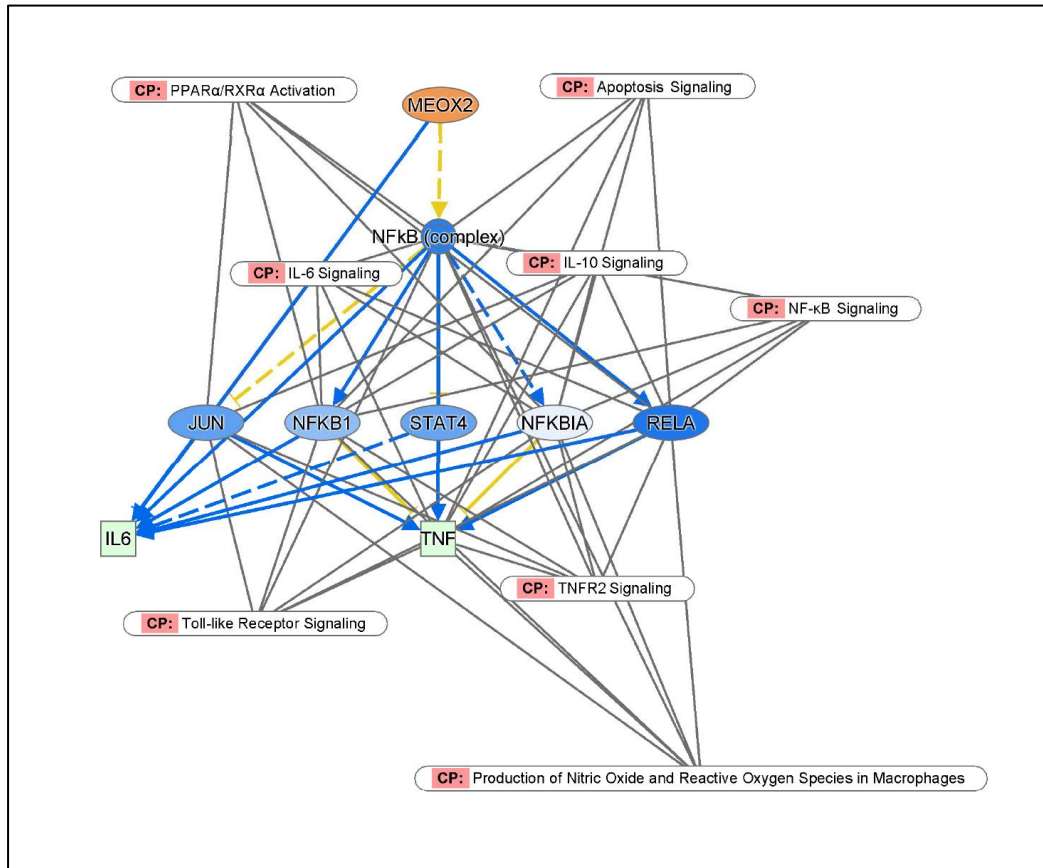 CP: PPARα/RXRα Activation
CP: Apoptosis Signaling
MEOX2
NFkB (complex)
CP: IL-6 Signaling
CP: IL-10 Signaling
CP: NF-κB Signaling
JUN
NFKB1
STAT4
NFKBIA
RELA
IL6
TNF
CP: TNFR2 Signaling
CP: Toll-like Receptor Signaling
CP: Production of Nitric Oxide and Reactive Oxygen Species in Macrophages